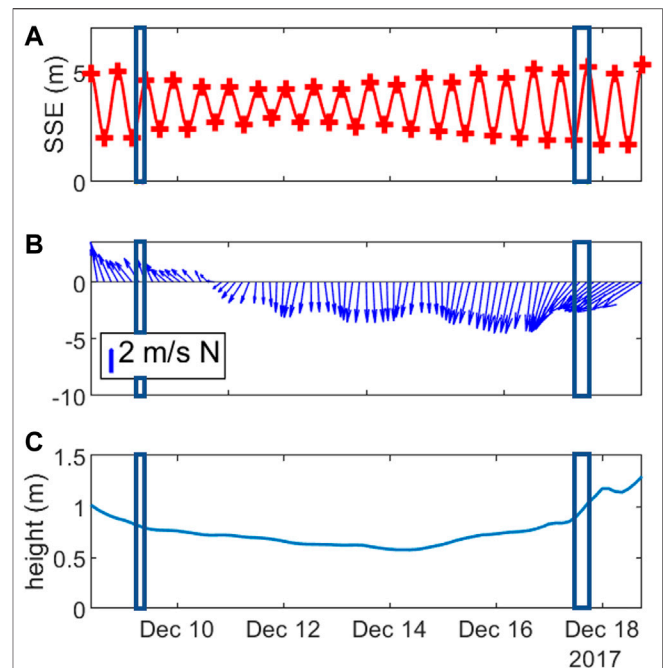 A
5
0
SSE (m)
B
0
-5
-10
2 m/s N
C
1.5
1
0.5
0
height (m)
Dec 10
Dec 12
Dec 14
Dec 16
Dec 18
2017